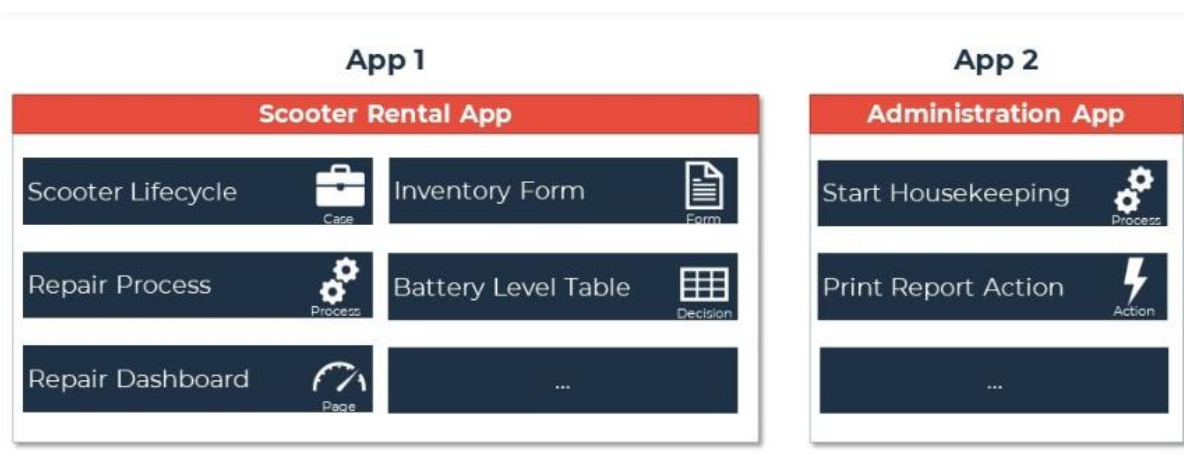 App 1
Scooter Rental App
Scooter Lifecycle
Case
Inventory Form
Form
Repair Process
Process
Battery Level Table
Decision
Repair Dashboard
Page
...
App 2
Administration App
Start Housekeeping
Process
Print Report Action
Action
...